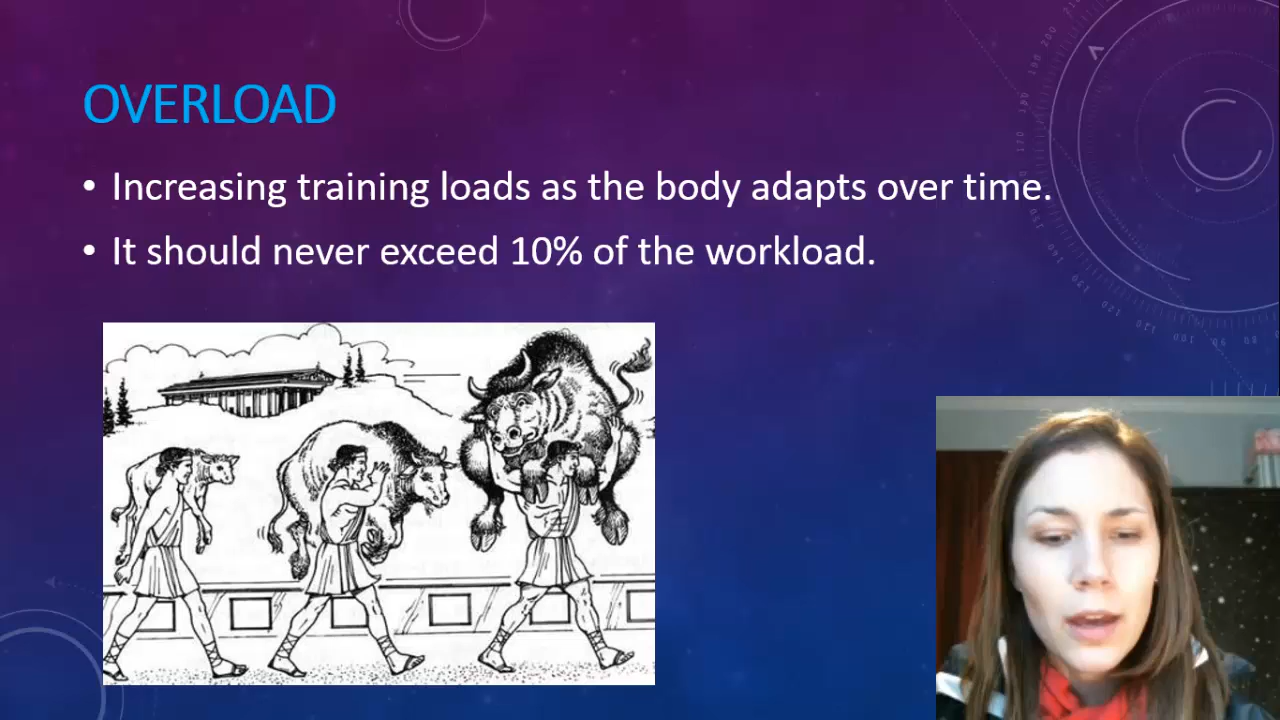 OVERLOAD
• Increasing training loads as the body adapts over time.
• It should never exceed 10% of the workload.